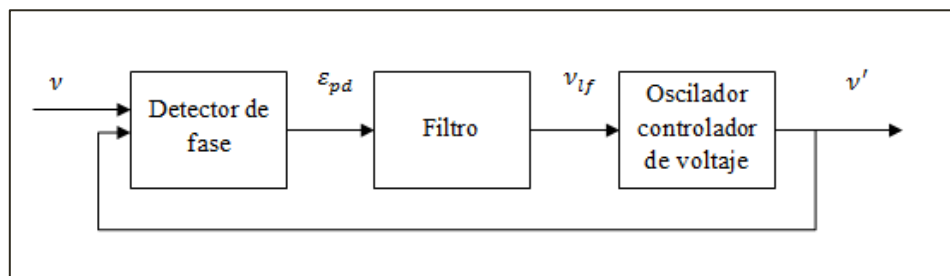 ν
Detector de
fase
ε_pd
Filtro
ν_lf
Oscilador
controlador
de voltaje
ν′